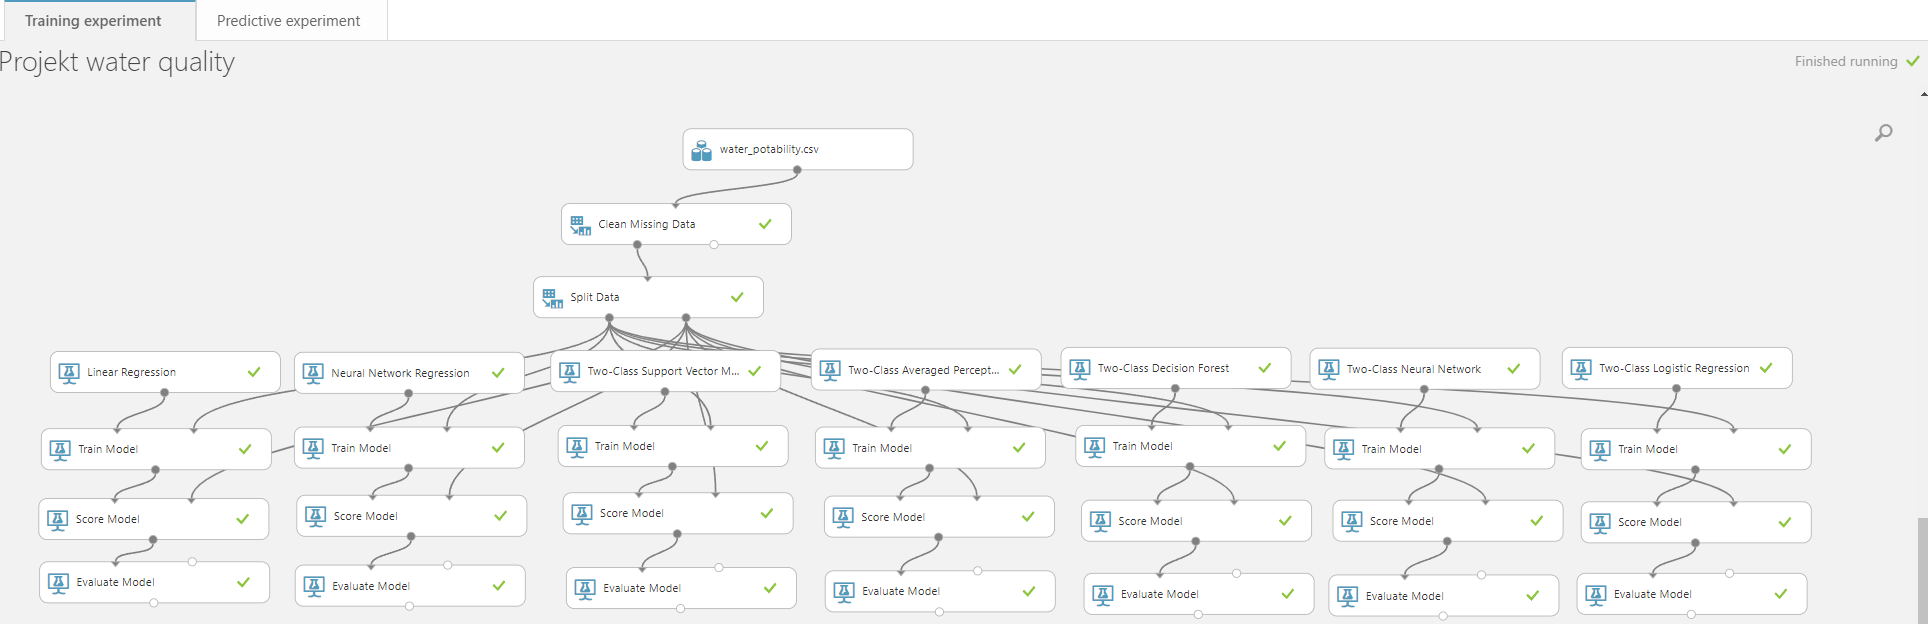 Training experiment
Predictive experiment
Projekt water quality
Finished running
water_potability.csv
Clean Missing Data
Split Data
Linear Regression
Neural Network Regression
Two-Class Support Vector M...
Two-Class Averaged Percept...
Two-Class Decision Forest
Two-Class Neural Network
Two-Class Logistic Regression
Train Model
Train Model
Train Model
Train Model
Train Model
Train Model
Train Model
Score Model
Score Model
Score Model
Score Model
Score Model
Score Model
Score Model
Evaluate Model
Evaluate Model
Evaluate Model
Evaluate Model
Evaluate Model
Evaluate Model
Evaluate Model